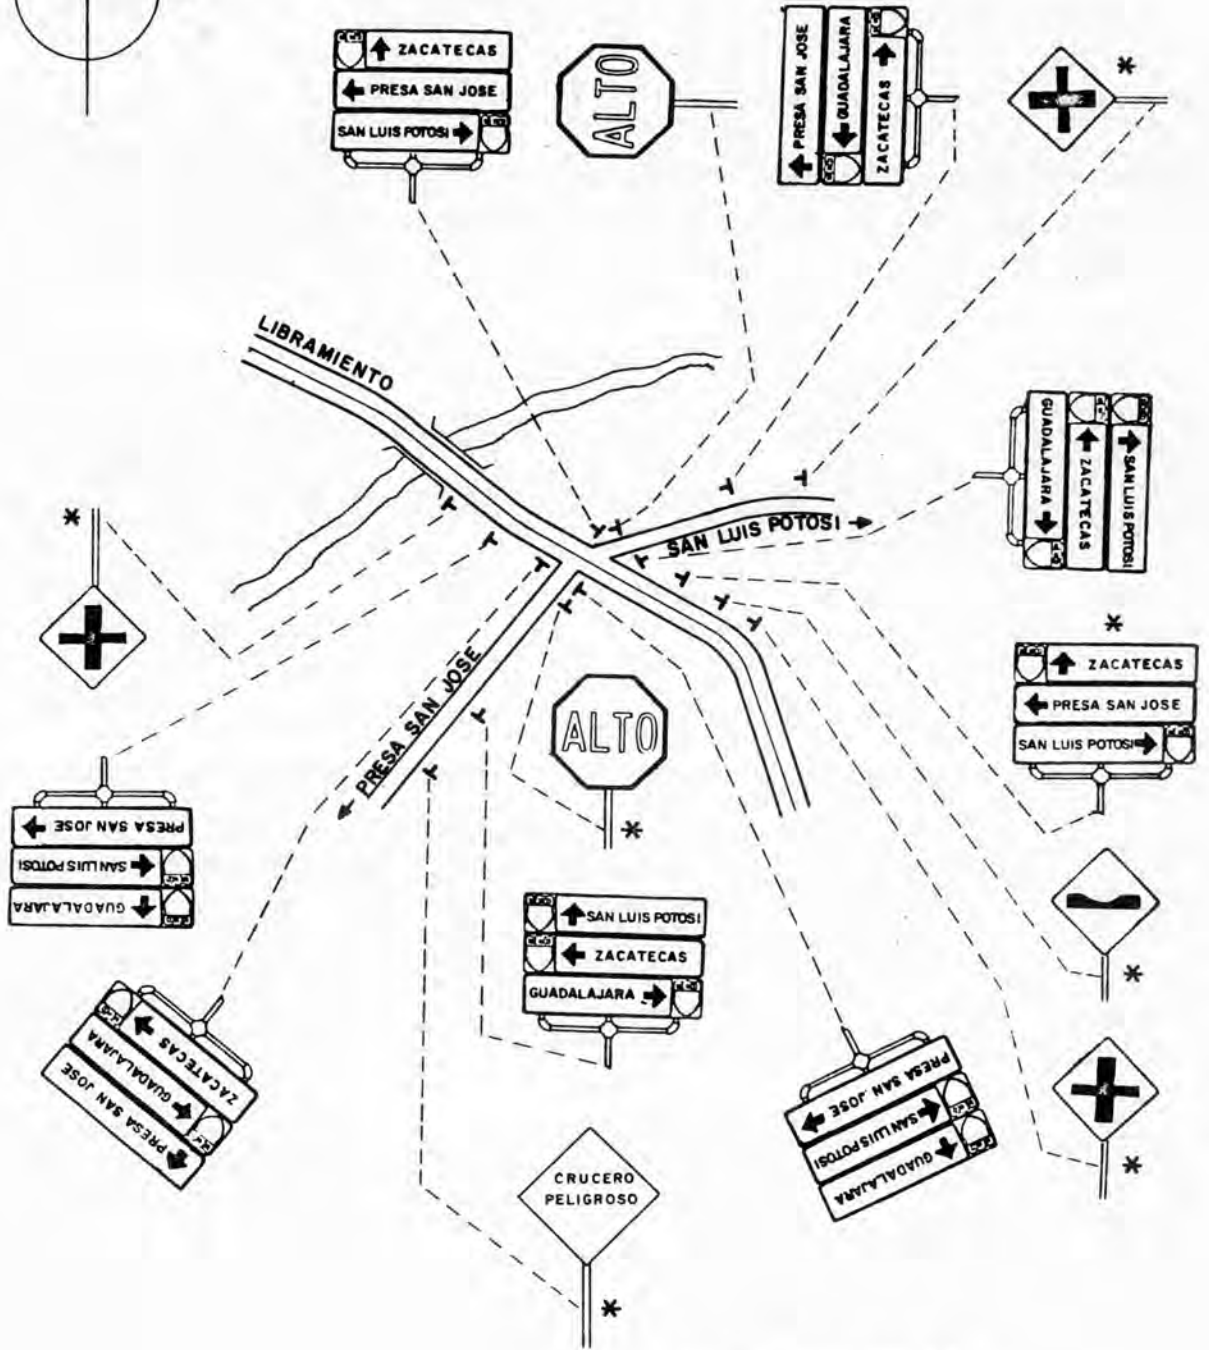 ZACATECAS
PRESA SAN JOSE
SAN LUIS POTOSI
ALTO
PRESA SAN JOSE
GUADALAJARA
ZACATECAS
LIBRAMIENTO
SAN LUIS POTOSI
GUADALAJARA
ZACATECAS
SAN LUIS POTOSI
PRESA SAN JOSE
ZACATECAS
PRESA SAN JOSE
SAN LUIS POTOSI
ALTO
PRESA SAN JOSE
SAN LUIS POTOSI
GUADALAJARA
SAN LUIS POTOSI
ZACATECAS
GUADALAJARA
ZACATECAS
GUADALAJARA
PRESA SAN JOSE
PRESA SAN JOSE
SAN LUIS POTOSI
GUADALAJARA
CRUCERO
PELIGROSO